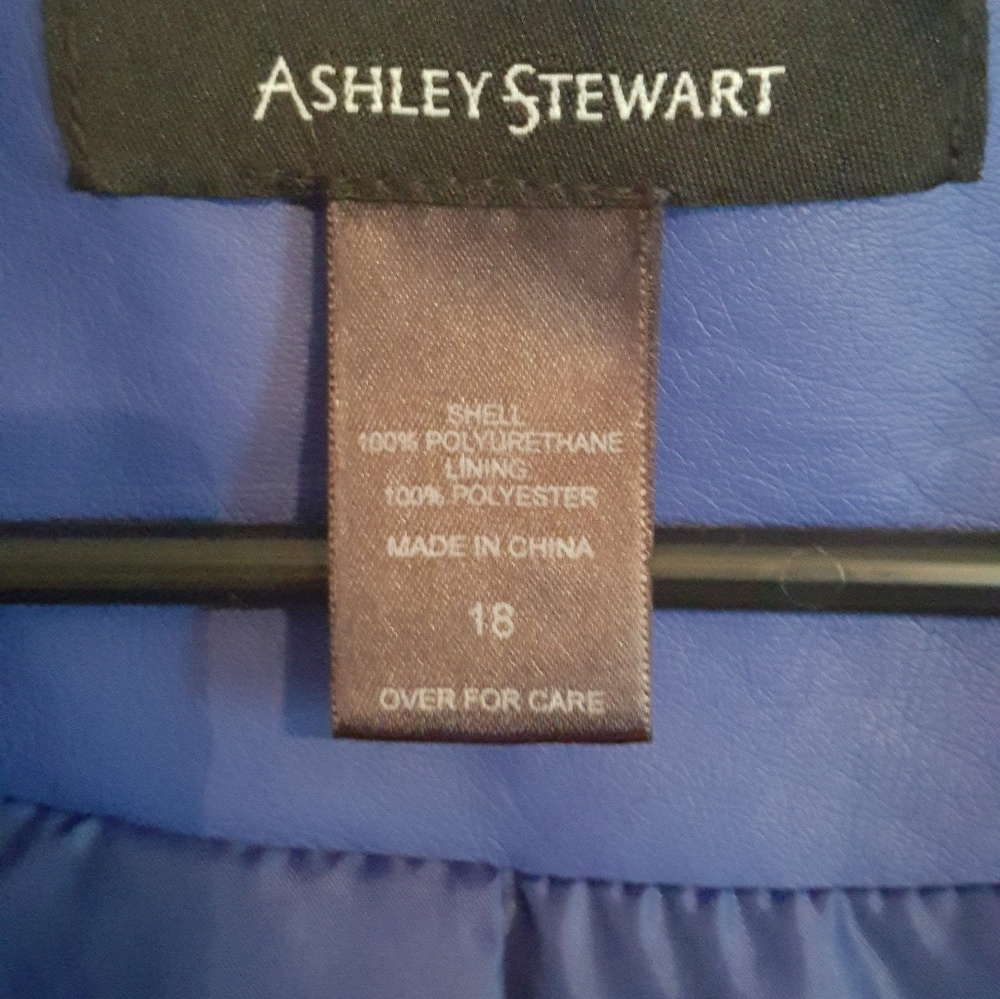 ASHLEY STEWART
SHELL
100% POLYURETHANE
LINING
100% POLYESTER
MADE IN CHINA
18
OVER FOR CARE